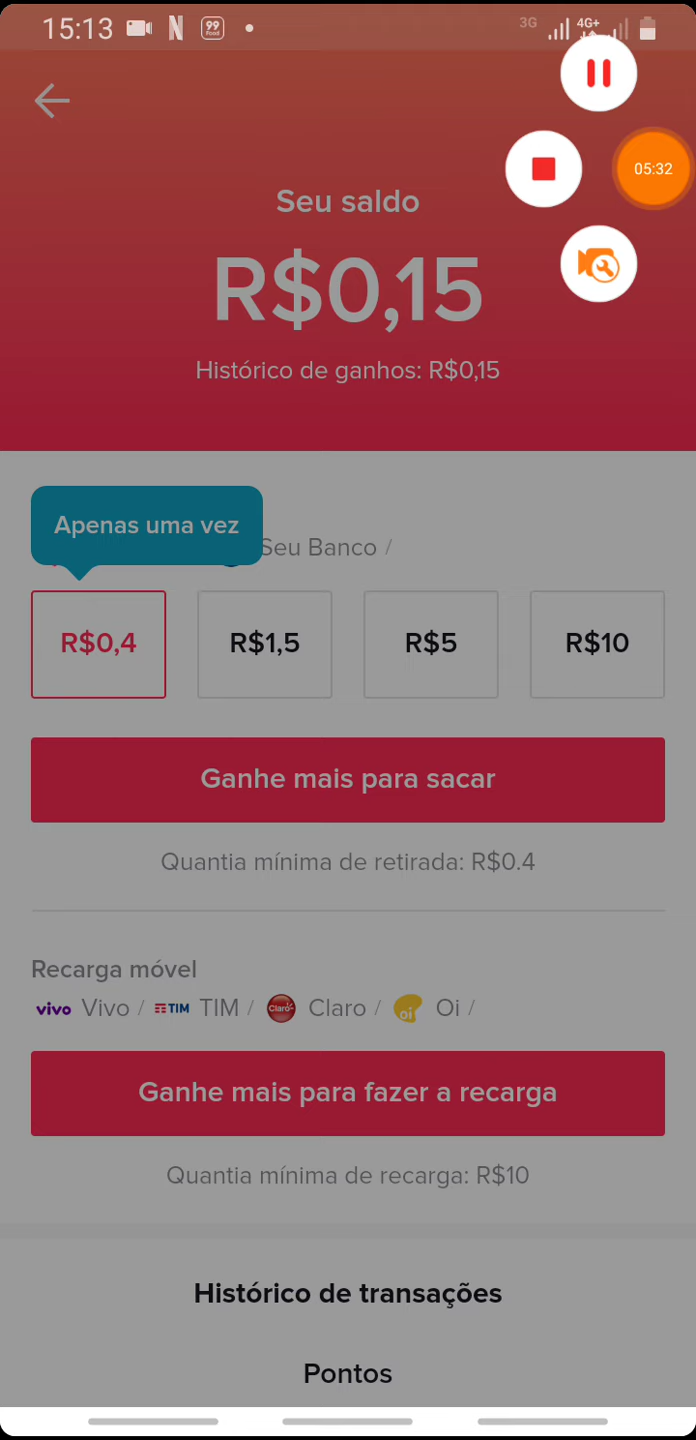 15:13 N 99 Food 3G 4G+
05:32
Seu saldo
R$0,15
Histórico de ganhos: R$0,15
Apenas uma vez
Seu Banco /
R$0,4 R$1,5 R$5 R$10
Ganhe mais para sacar
Quantia mínima de retirada: R$0.4
Recarga móvel
vivo Vivo / TIM TIM / Claro Claro / oi Oi /
Ganhe mais para fazer a recarga
Quantia mínima de recarga: R$10
Histórico de transações
Pontos